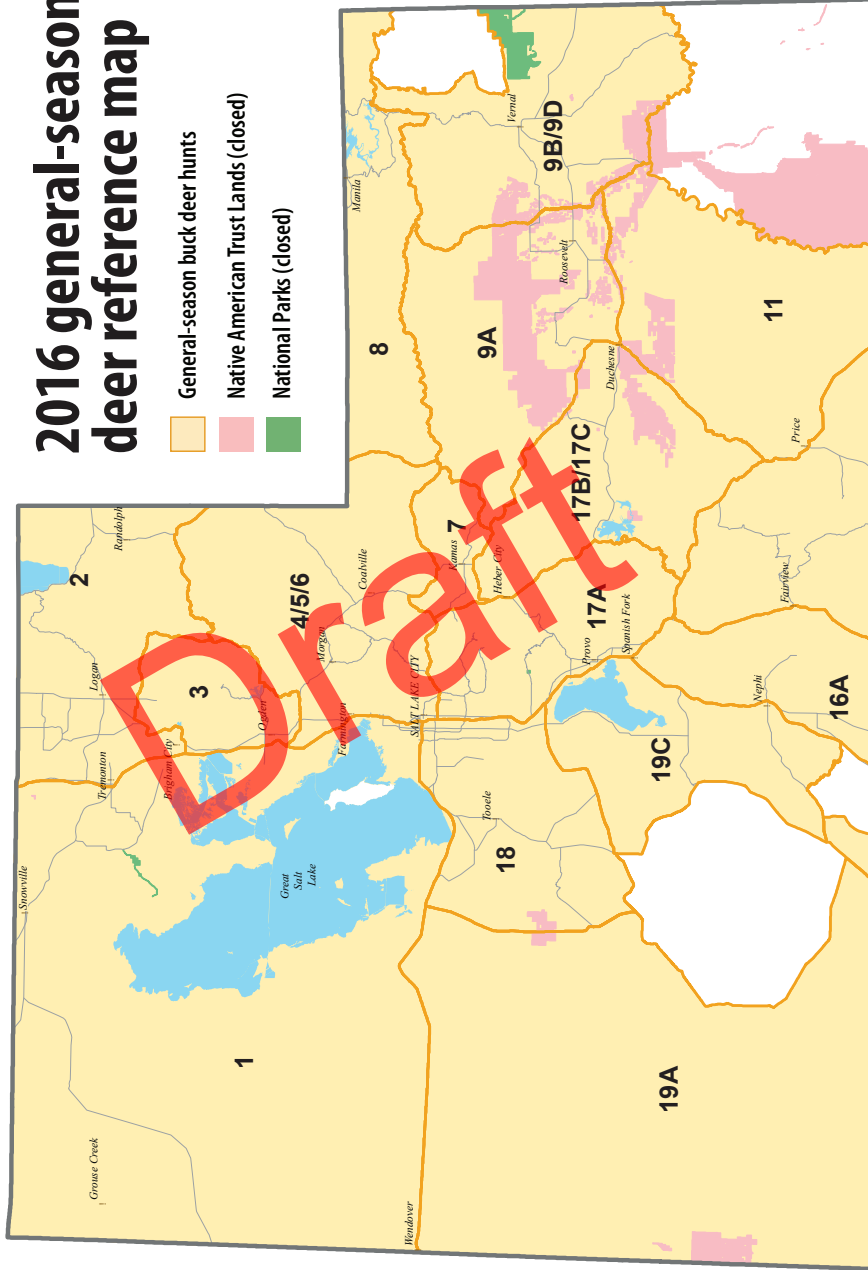 2016 general-season
deer reference map
General-season buck deer hunts
Native American Trust Lands (closed)
National Parks (closed)
Draft
Snowville
Grouse Creek
Tremonton
Logan
Randolph
2
Brigham City
3
1
Ogden
Great
Salt
Lake
Morgan
4/5/6
Farmington
Coalville
Manila
8
Wendover
SALT LAKE CITY
Kamas
7
9A
Vernal
9B/9D
Tooele
18
Heber City
Roosevelt
17B/17C
Provo
17A
Spanish Fork
Duchesne
19C
19A
11
Nephi
Fairview
Price
16A